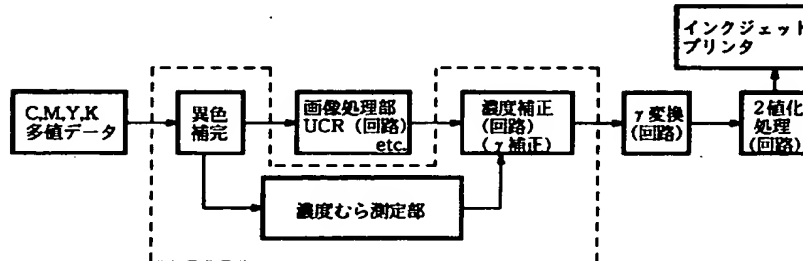 インクジェット
プリンタ
C,M,Y,K
多値データ
異色
補完
画像処理部
UCR (回路)
etc.
濃度補正
(回路)
(γ補正)
γ変換
(回路)
2値化
処理
(回路)
濃度むら測定部